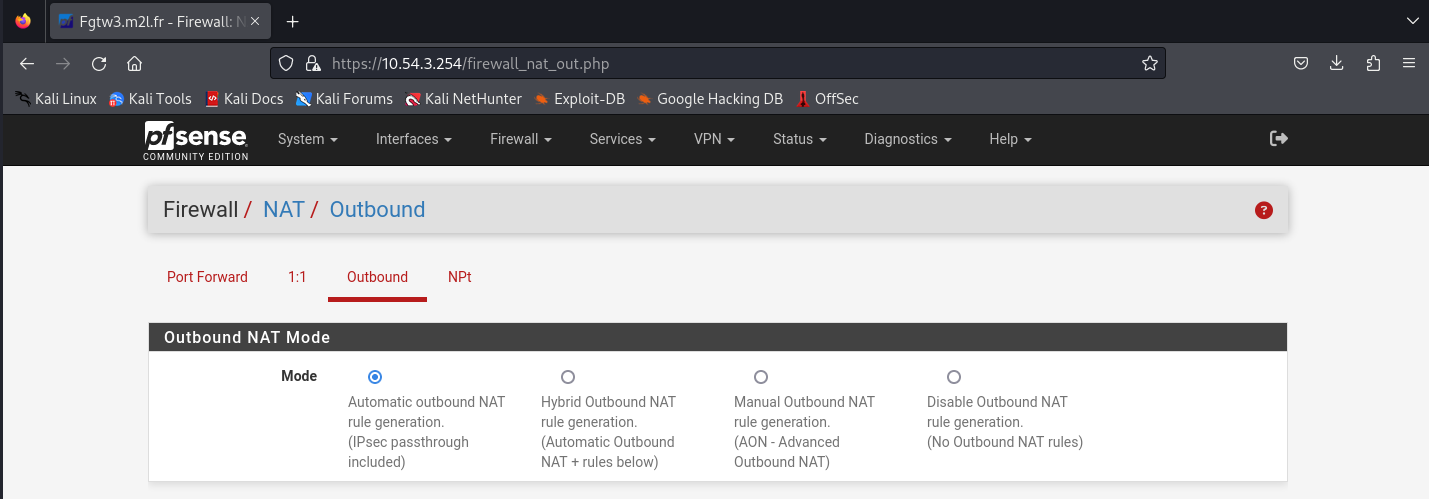 Fgtw3.m2l.fr - Firewall: N
https://10.54.3.254/firewall_nat_out.php
Kali Linux Kali Tools Kali Docs Kali Forums Kali NetHunter Exploit-DB Google Hacking DB OffSec
pfsense System Interfaces Firewall Services VPN Status Diagnostics Help
COMMUNITY EDITION
Firewall / NAT / Outbound
Port Forward 1:1 Outbound NPt
Outbound NAT Mode
Mode
Automatic outbound NAT
rule generation.
(IPsec passthrough
included)
Hybrid Outbound NAT
rule generation.
(Automatic Outbound
NAT + rules below)
Manual Outbound NAT
rule generation.
(AON - Advanced
Outbound NAT)
Disable Outbound NAT
rule generation.
(No Outbound NAT rules)